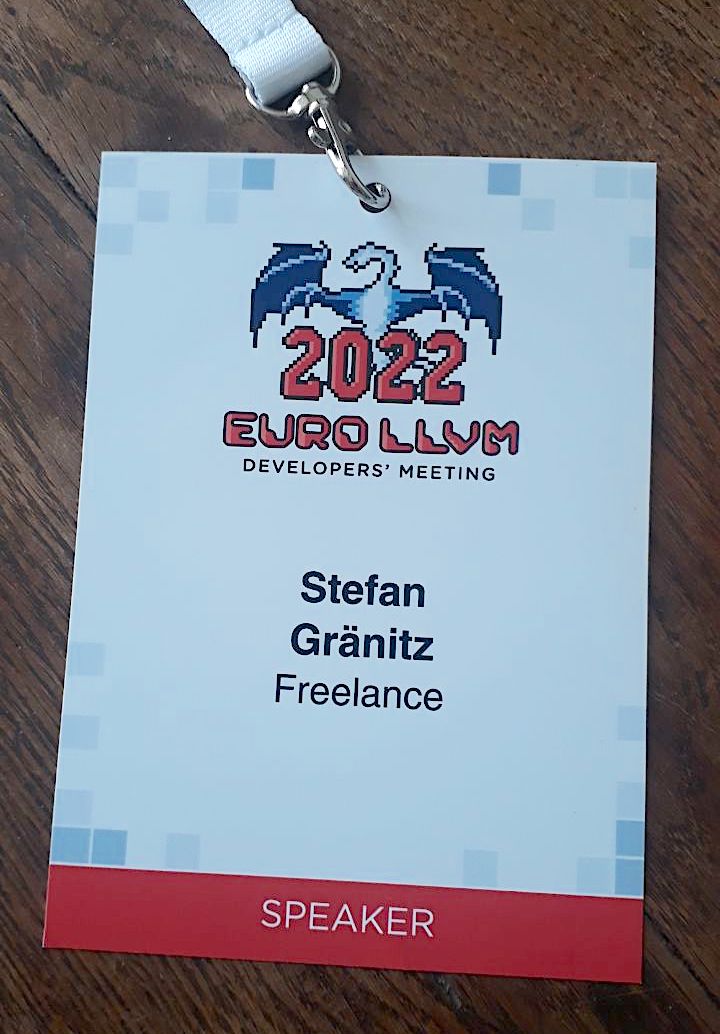 2022
EURO LLVM
DEVELOPERS' MEETING
Stefan
Gränitz
Freelance
SPEAKER